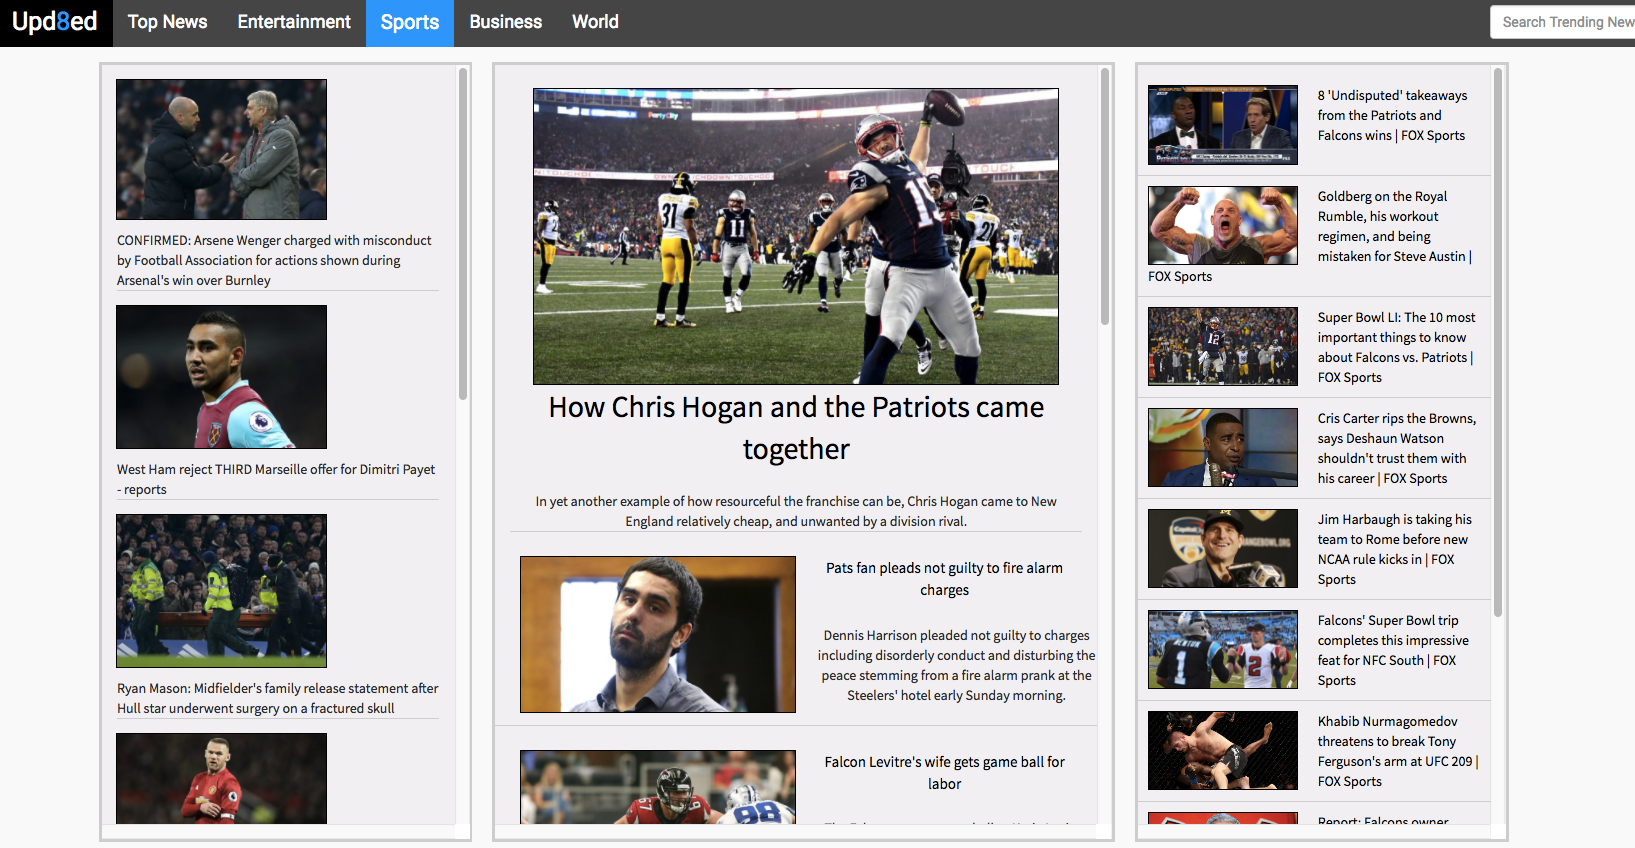 Upd8ed
Top News
Entertainment
Sports
Business
World
Search Trending New
CONFIRMED: Arsene Wenger charged with misconduct
by Football Association for actions shown during
Arsenal's win over Burnley
West Ham reject THIRD Marseille offer for Dimitri Payet
- reports
Ryan Mason: Midfielder's family release statement after
Hull star underwent surgery on a fractured skull
PartyCity
31
11
How Chris Hogan and the Patriots came
together
In yet another example of how resourceful the franchise can be, Chris Hogan came to New
England relatively cheap, and unwanted by a division rival.
Pats fan pleads not guilty to fire alarm
charges
Dennis Harrison pleaded not guilty to charges
including disorderly conduct and disturbing the
peace stemming from a fire alarm prank at the
Steelers' hotel early Sunday morning.
Falcon Levitre's wife gets game ball for
labor
67
98
8 'Undisputed' takeaways
from the Patriots and
Falcons wins | FOX Sports
Goldberg on the Royal
Rumble, his workout
regimen, and being
mistaken for Steve Austin |
FOX Sports
12
Super Bowl LI: The 10 most
important things to know
about Falcons vs. Patriots |
FOX Sports
Cris Carter rips the Browns,
says Deshaun Watson
shouldn't trust them with
his career | FOX Sports
Jim Harbaugh is taking his
team to Rome before new
NCAA rule kicks in | FOX
Sports
1
2
Falcons' Super Bowl trip
completes this impressive
feat for NFC South | FOX
Sports
Khabib Nurmagomedov
threatens to break Tony
Ferguson's arm at UFC 209 |
FOX Sports
Report: Falcons owner